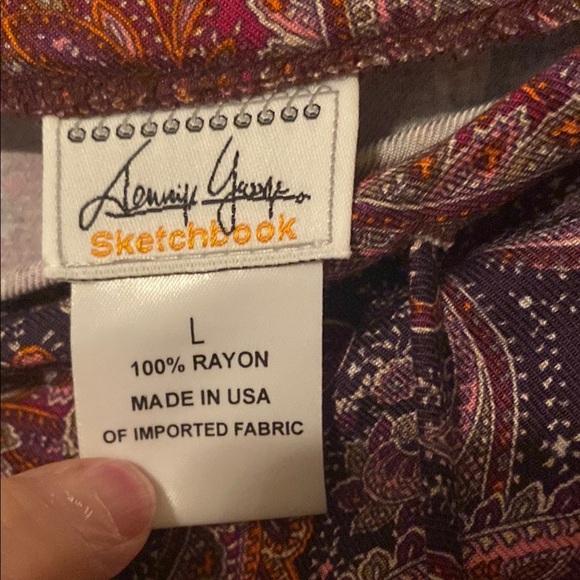 Sketchbook
L
100% RAYON
MADE IN USA
OF IMPORTED FABRIC